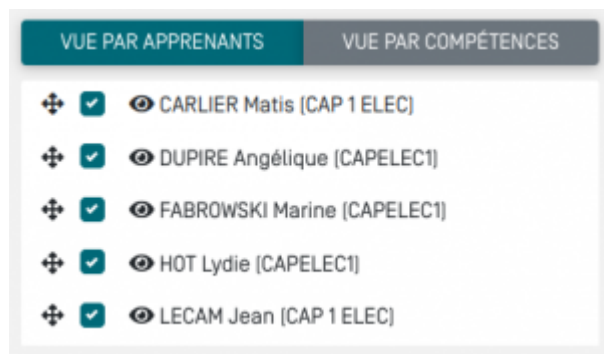 VUE PAR APPRENANTS VUE PAR COMPÉTENCES
CARLIER Matis (CAP 1 ELEC)
DUPIRE Angélique (CAPELEC1)
FABROWSKI Marine (CAPELEC1)
HOT Lydie (CAPELEC1)
LECAM Jean (CAP 1 ELEC)